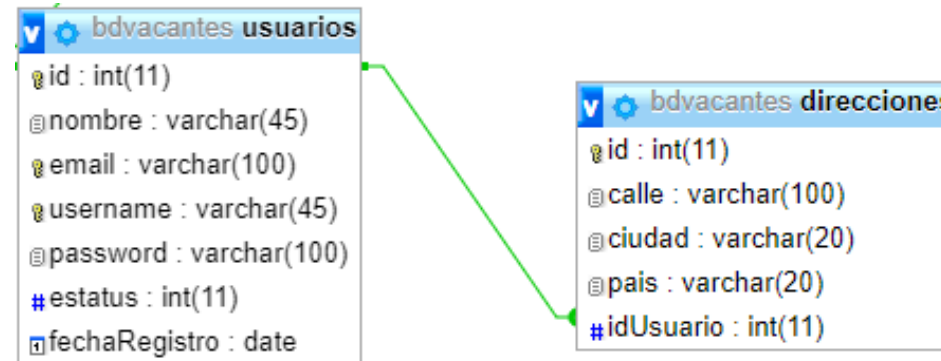 v bdvacantes usuarios
id : int(11)
nombre : varchar(45)
email : varchar(100)
username : varchar(45)
password : varchar(100)
# estatus : int(11)
fechaRegistro : date
v bdvacantes direcciones
id : int(11)
calle : varchar(100)
ciudad : varchar(20)
pais : varchar(20)
# idUsuario : int(11)